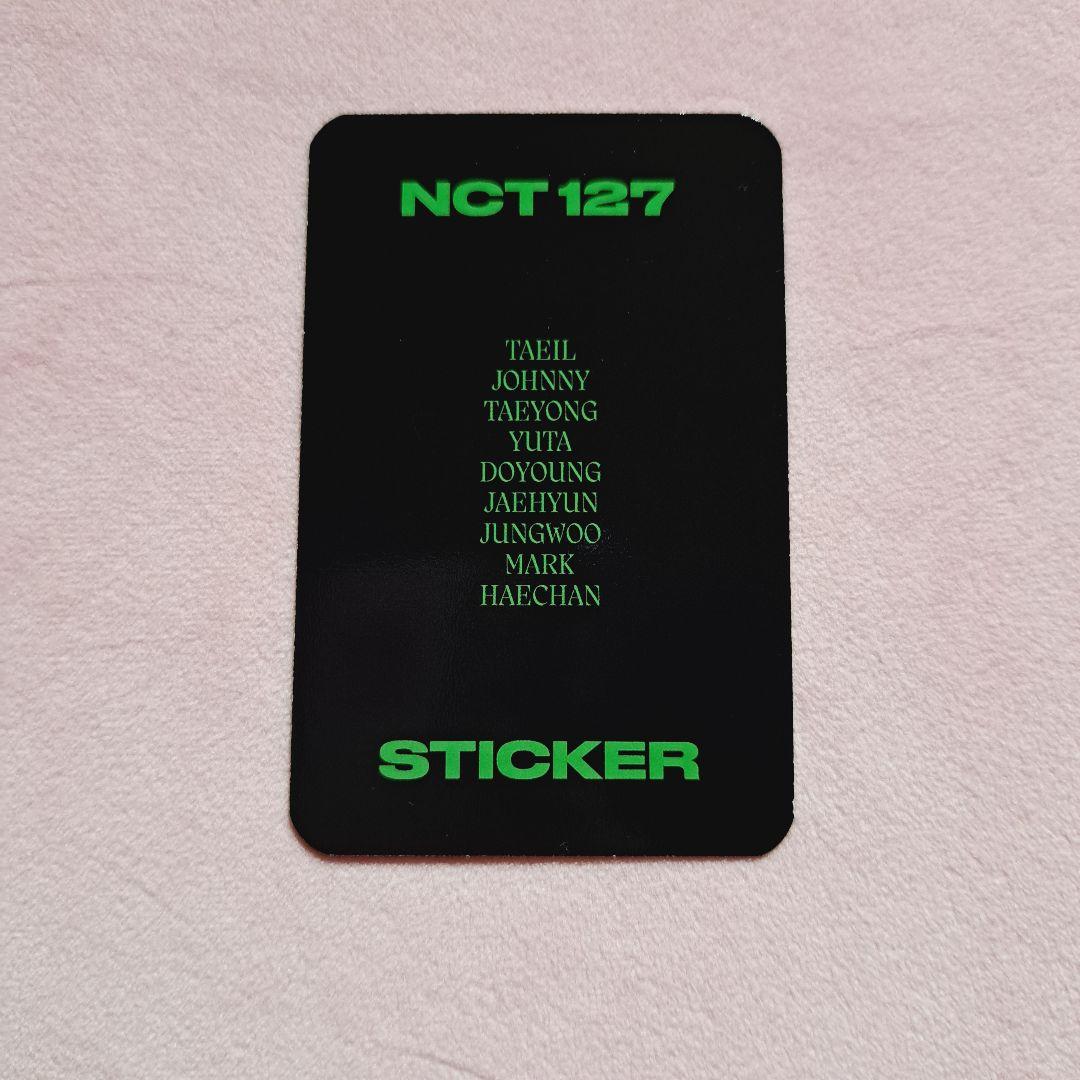 NCT 127
TAEIL
JOHNNY
TAEYONG
YUTA
DOYOUNG
JAEHYUN
JUNGWOO
MARK
HAECHAN
STICKER